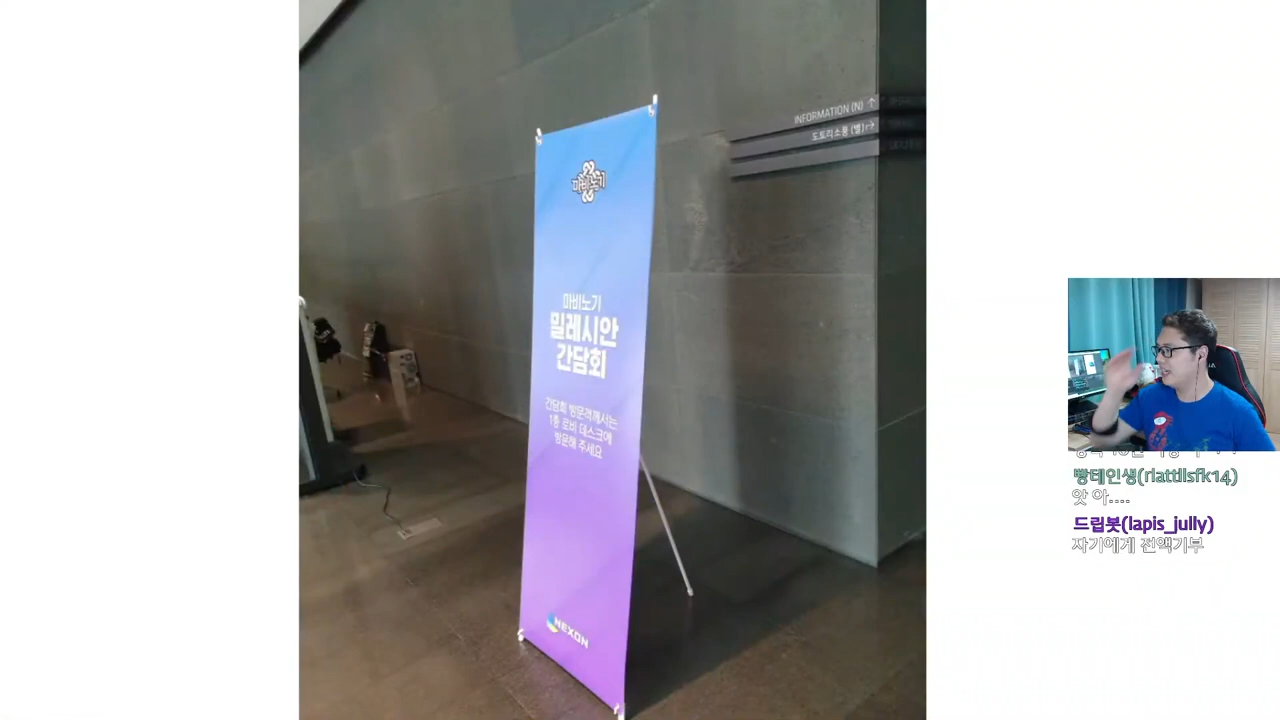 INFORMATION (N) ↑
도토리소풍 (별) ↱
마비노기
마비노기
밀레시안
간담회
간담회 방문객께서는
1층 로비 데스크에
방문해 주세요
NEXON
빵테인생(rlattlsfk14)
앗 아....
드립봇(lapis_jully)
자기에게 전액기부